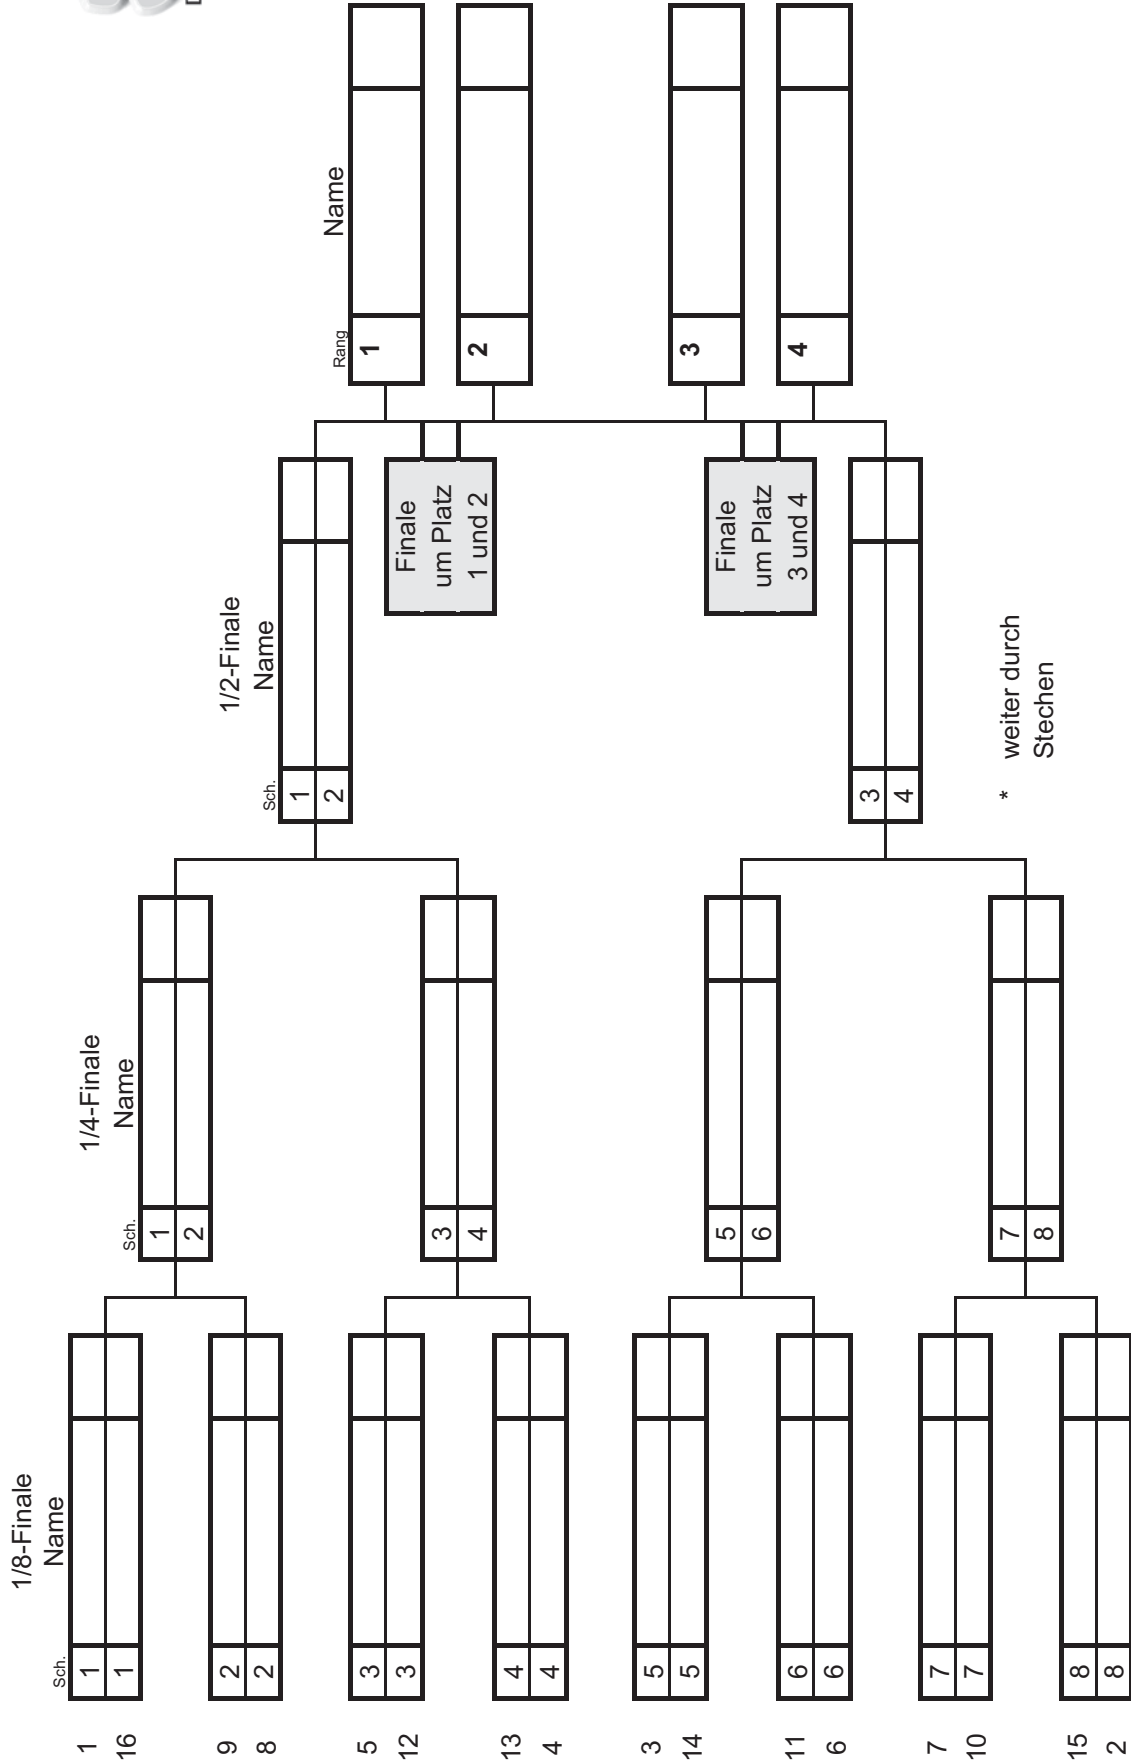 1/8-Finale
Sch. Name
1 1
16 1
9 2
8 2
5 3
12 3
13 4
4 4
3 5
14 5
11 6
6 6
7 7
10 7
15 8
2 8
1/4-Finale
Sch. Name
1
2
3
4
5
6
7
8
1/2-Finale
Sch. Name
1
2
3
4
* weiter durch
Stechen
Finale
um Platz
1 und 2
Finale
um Platz
3 und 4
Rang Name
1
2
3
4